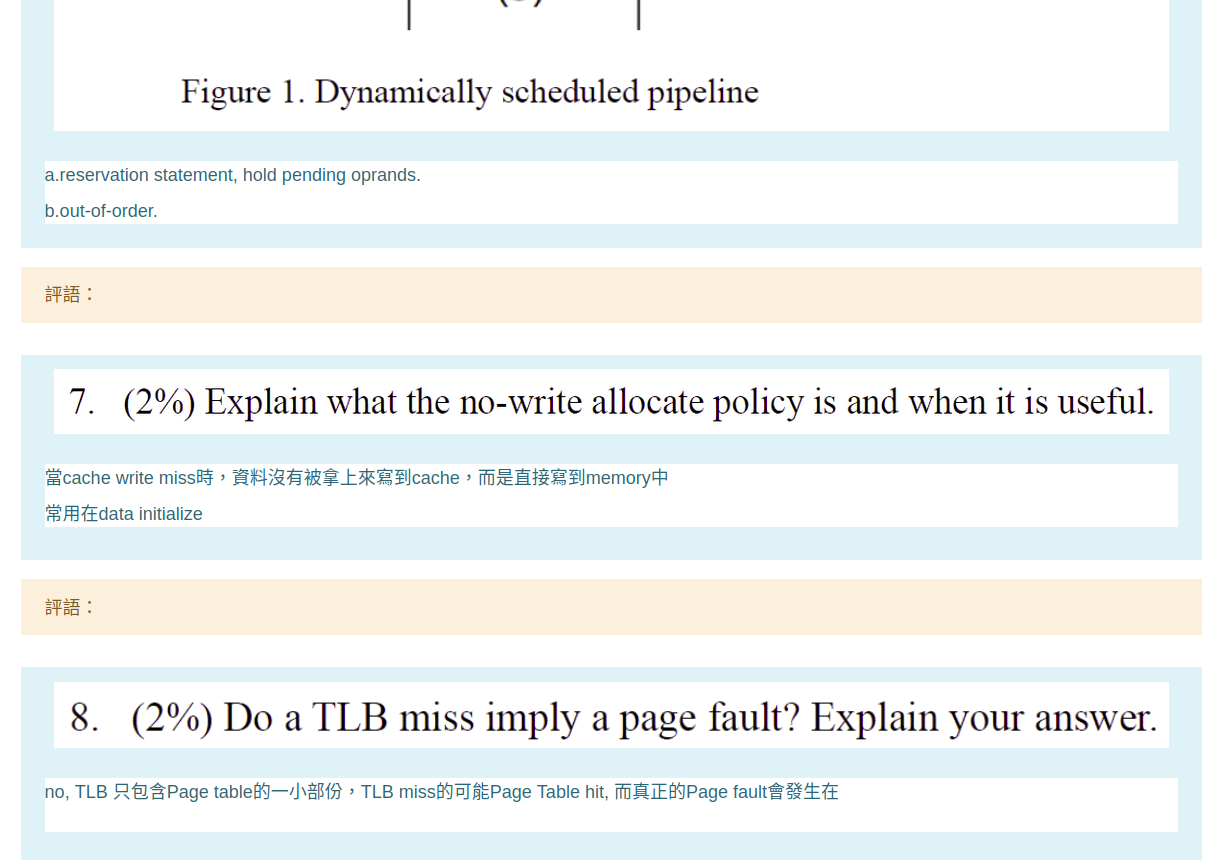 Figure 1. Dynamically scheduled pipeline
a.reservation statement, hold pending oprands.
b.out-of-order.
評語：
7. (2%) Explain what the no-write allocate policy is and when it is useful.
當cache write miss時，資料沒有被拿上來寫到cache，而是直接寫到memory中
常用在data initialize
評語：
8. (2%) Do a TLB miss imply a page fault? Explain your answer.
no, TLB 只包含Page table的一小部份，TLB miss的可能Page Table hit, 而真正的Page fault會發生在